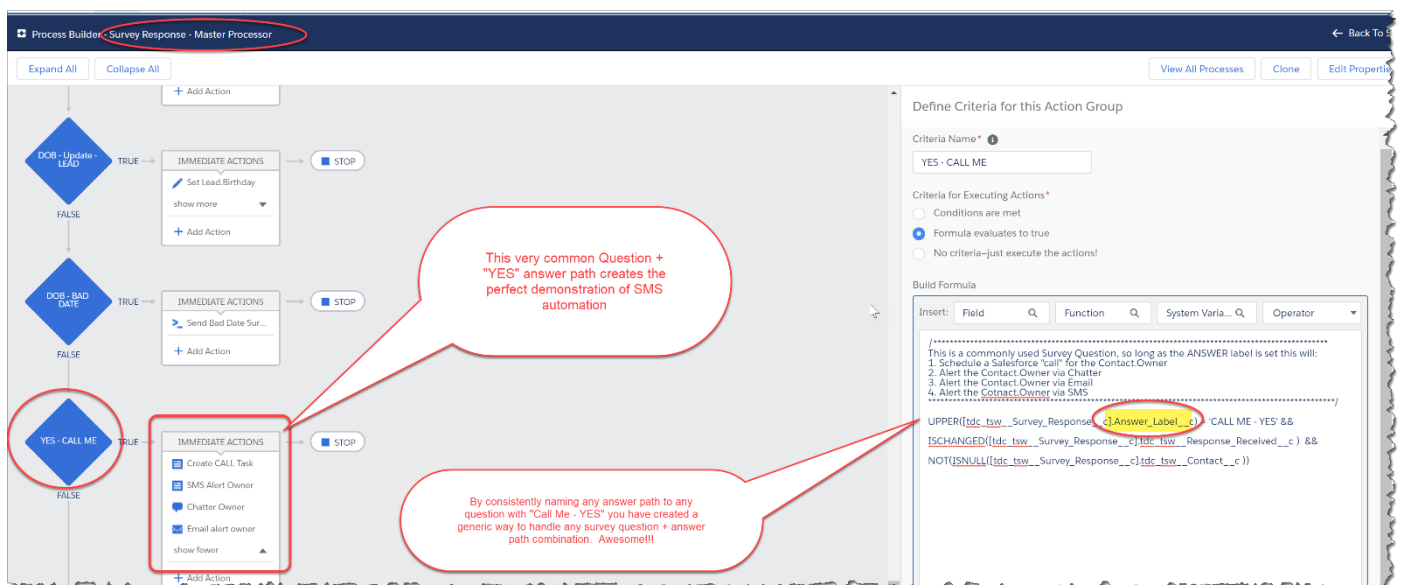 Process Builder - Survey Response - Master Processor
← Back To S
Expand All
Collapse All
View All Processes
Clone
Edit Properties
+ Add Action
DOB - Update -
LEAD
TRUE
IMMEDIATE ACTIONS
STOP
Set Lead.Birthday
show more
+ Add Action
FALSE
DOB - BAD
DATE
TRUE
IMMEDIATE ACTIONS
STOP
Send Bad Date Sur...
+ Add Action
FALSE
YES - CALL ME
TRUE
IMMEDIATE ACTIONS
STOP
Create CALL Task
SMS Alert Owner
Chatter Owner
Email alert owner
show fewer
+ Add Action
FALSE
This very common Question +
"YES" answer path creates the
perfect demonstration of SMS
automation
By consistently naming any answer path to any
question with "Call Me - YES" you have created a
generic way to handle any survey question + answer
path combination. Awesome!!!
Define Criteria for this Action Group
Criteria Name*
YES - CALL ME
Criteria for Executing Actions*
Conditions are met
Formula evaluates to true
No criteria–just execute the actions!
Build Formula
Insert: Field Function System Varia... Operator
/******************************************************************************
This is a commonly used Survey Question, so long as the ANSWER label is set this will:
1. Schedule a Salesforce "call" for the Contact.Owner
2. Alert the Contact.Owner via Chatter
3. Alert the Contact.Owner via Email
4. Alert the Cotnact.Owner via SMS
******************************************************************************/
UPPER([tdc_tsw__Survey_Response__c].Answer_Label__c) = 'CALL ME - YES' &&
ISCHANGED([tdc_tsw__Survey_Response__c].tdc_tsw__Response_Received__c ) &&
NOT(ISNULL([tdc_tsw__Survey_Response__c].tdc_tsw__Contact__c ))